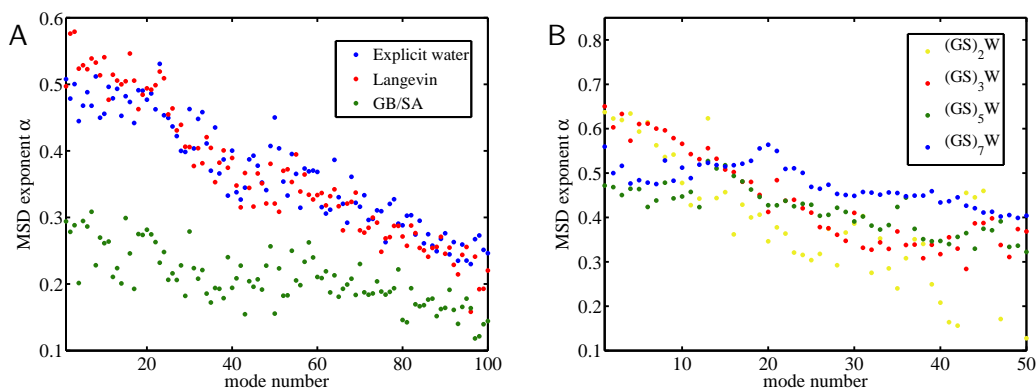 A
MSD exponent α
0.6
0.5
0.4
0.3
0.2
0.1
20
40
60
80
100
mode number
Explicit water
Langevin
GB/SA
B
MSD exponent α
0.8
0.7
0.6
0.5
0.4
0.3
0.2
0.1
10
20
30
40
50
mode number
(GS)₂W
(GS)₃W
(GS)₅W
(GS)₇W